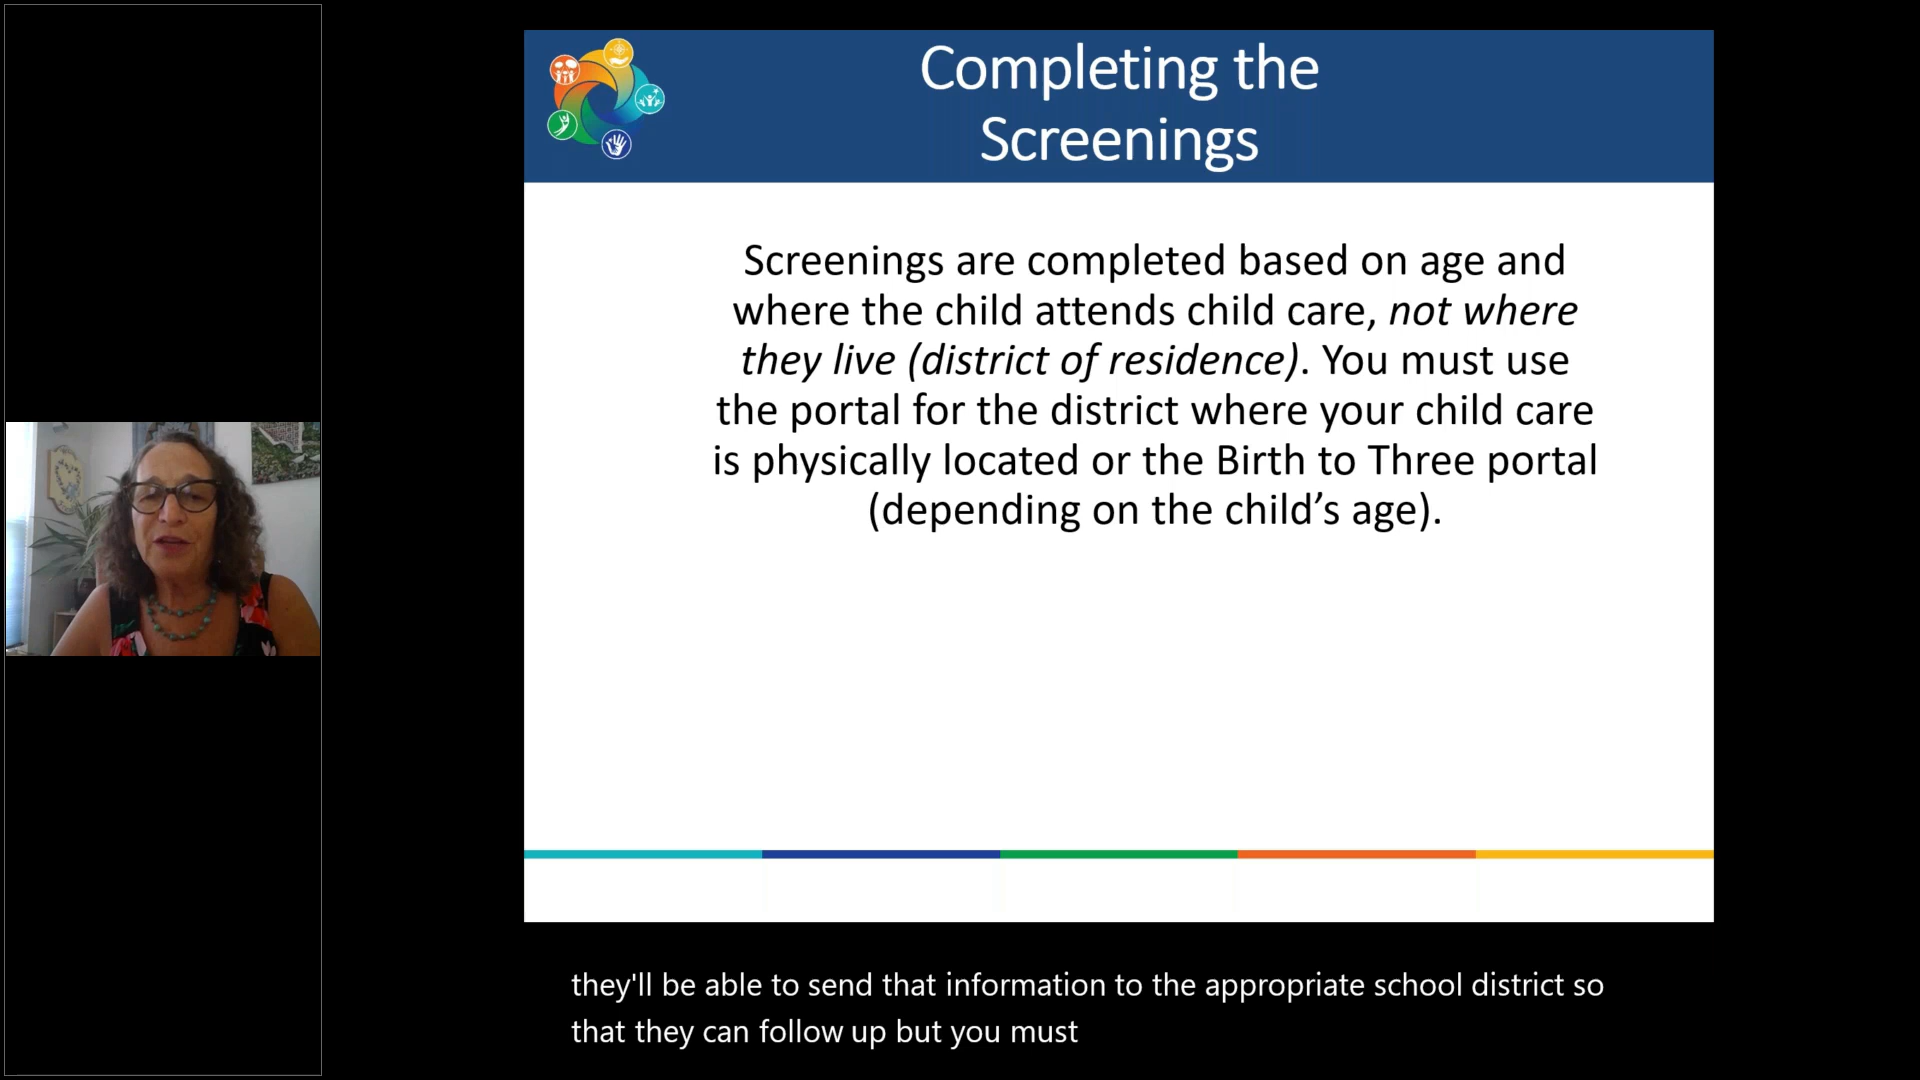 Completing the
Screenings
Screenings are completed based on age and
where the child attends child care, not where
they live (district of residence). You must use
the portal for the district where your child care
is physically located or the Birth to Three portal
(depending on the child’s age).
they'll be able to send that information to the appropriate school district so
that they can follow up but you must